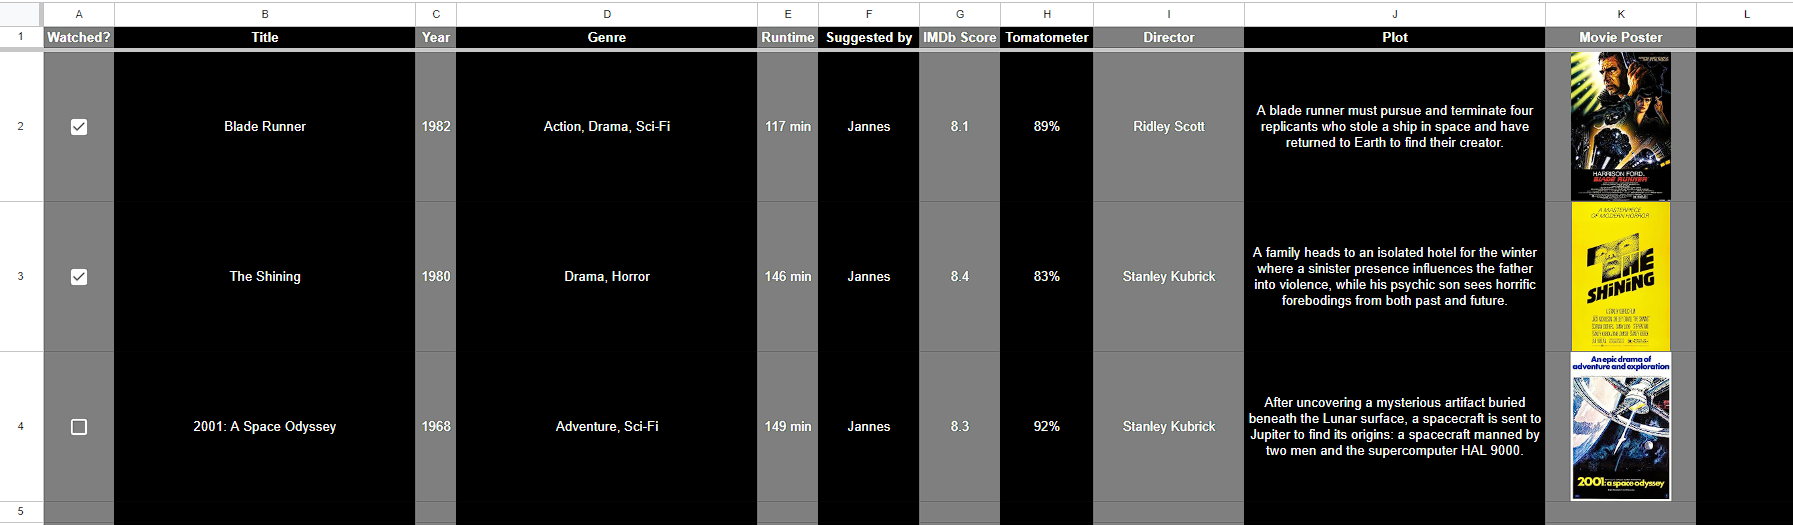 A B C D E F G H I J K L
1 Watched? Title Year Genre Runtime Suggested by IMDb Score Tomatometer Director Plot Movie Poster
2 Blade Runner 1982 Action, Drama, Sci-Fi 117 min Jannes 8.1 89% Ridley Scott
A blade runner must pursue and terminate four
replicants who stole a ship in space and have
returned to Earth to find their creator.
HARRISON FORD
BLADE RUNNER
3 The Shining 1980 Drama, Horror 146 min Jannes 8.4 83% Stanley Kubrick
A family heads to an isolated hotel for the winter
where a sinister presence influences the father
into violence, while his psychic son sees horrific
forebodings from both past and future.
A MASTERPIECE
OF MODERN HORROR
THE
SHiNiNG
4 2001: A Space Odyssey 1968 Adventure, Sci-Fi 149 min Jannes 8.3 92% Stanley Kubrick
After uncovering a mysterious artifact buried
beneath the Lunar surface, a spacecraft is sent to
Jupiter to find its origins: a spacecraft manned by
two men and the supercomputer HAL 9000.
An epic drama of
adventure and exploration
2001: a space odyssey
5